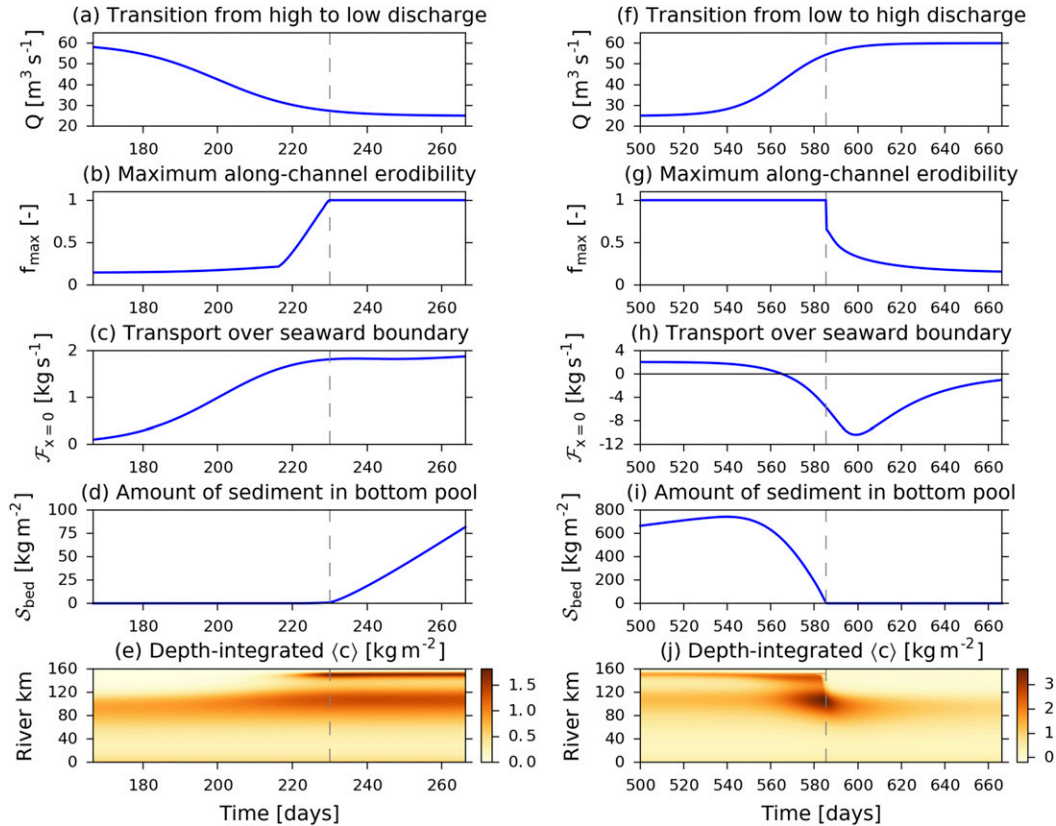 (a) Transition from high to low discharge
60
50
40
30
20
Q [m³ s⁻¹]
180 200 220 240 260
(b) Maximum along-channel erodibility
1
0.5
0
f_max [-]
180 200 220 240 260
(c) Transport over seaward boundary
2
1
0
ℱ_x=0 [kg s⁻¹]
180 200 220 240 260
(d) Amount of sediment in bottom pool
100
75
50
25
0
𝒮_bed [kg m⁻²]
180 200 220 240 260
(e) Depth-integrated ⟨c⟩ [kg m⁻²]
160
120
80
40
0
River km
180 200 220 240 260
Time [days]
1.5
1.0
0.5
0.0
(f) Transition from low to high discharge
60
50
40
30
20
Q [m³ s⁻¹]
500 520 540 560 580 600 620 640 660
(g) Maximum along-channel erodibility
1
0.5
0
f_max [-]
500 520 540 560 580 600 620 640 660
(h) Transport over seaward boundary
4
0
-4
-8
-12
ℱ_x=0 [kg s⁻¹]
500 520 540 560 580 600 620 640 660
(i) Amount of sediment in bottom pool
800
600
400
200
0
𝒮_bed [kg m⁻²]
500 520 540 560 580 600 620 640 660
(j) Depth-integrated ⟨c⟩ [kg m⁻²]
160
120
80
40
0
River km
500 520 540 560 580 600 620 640 660
Time [days]
3
2
1
0